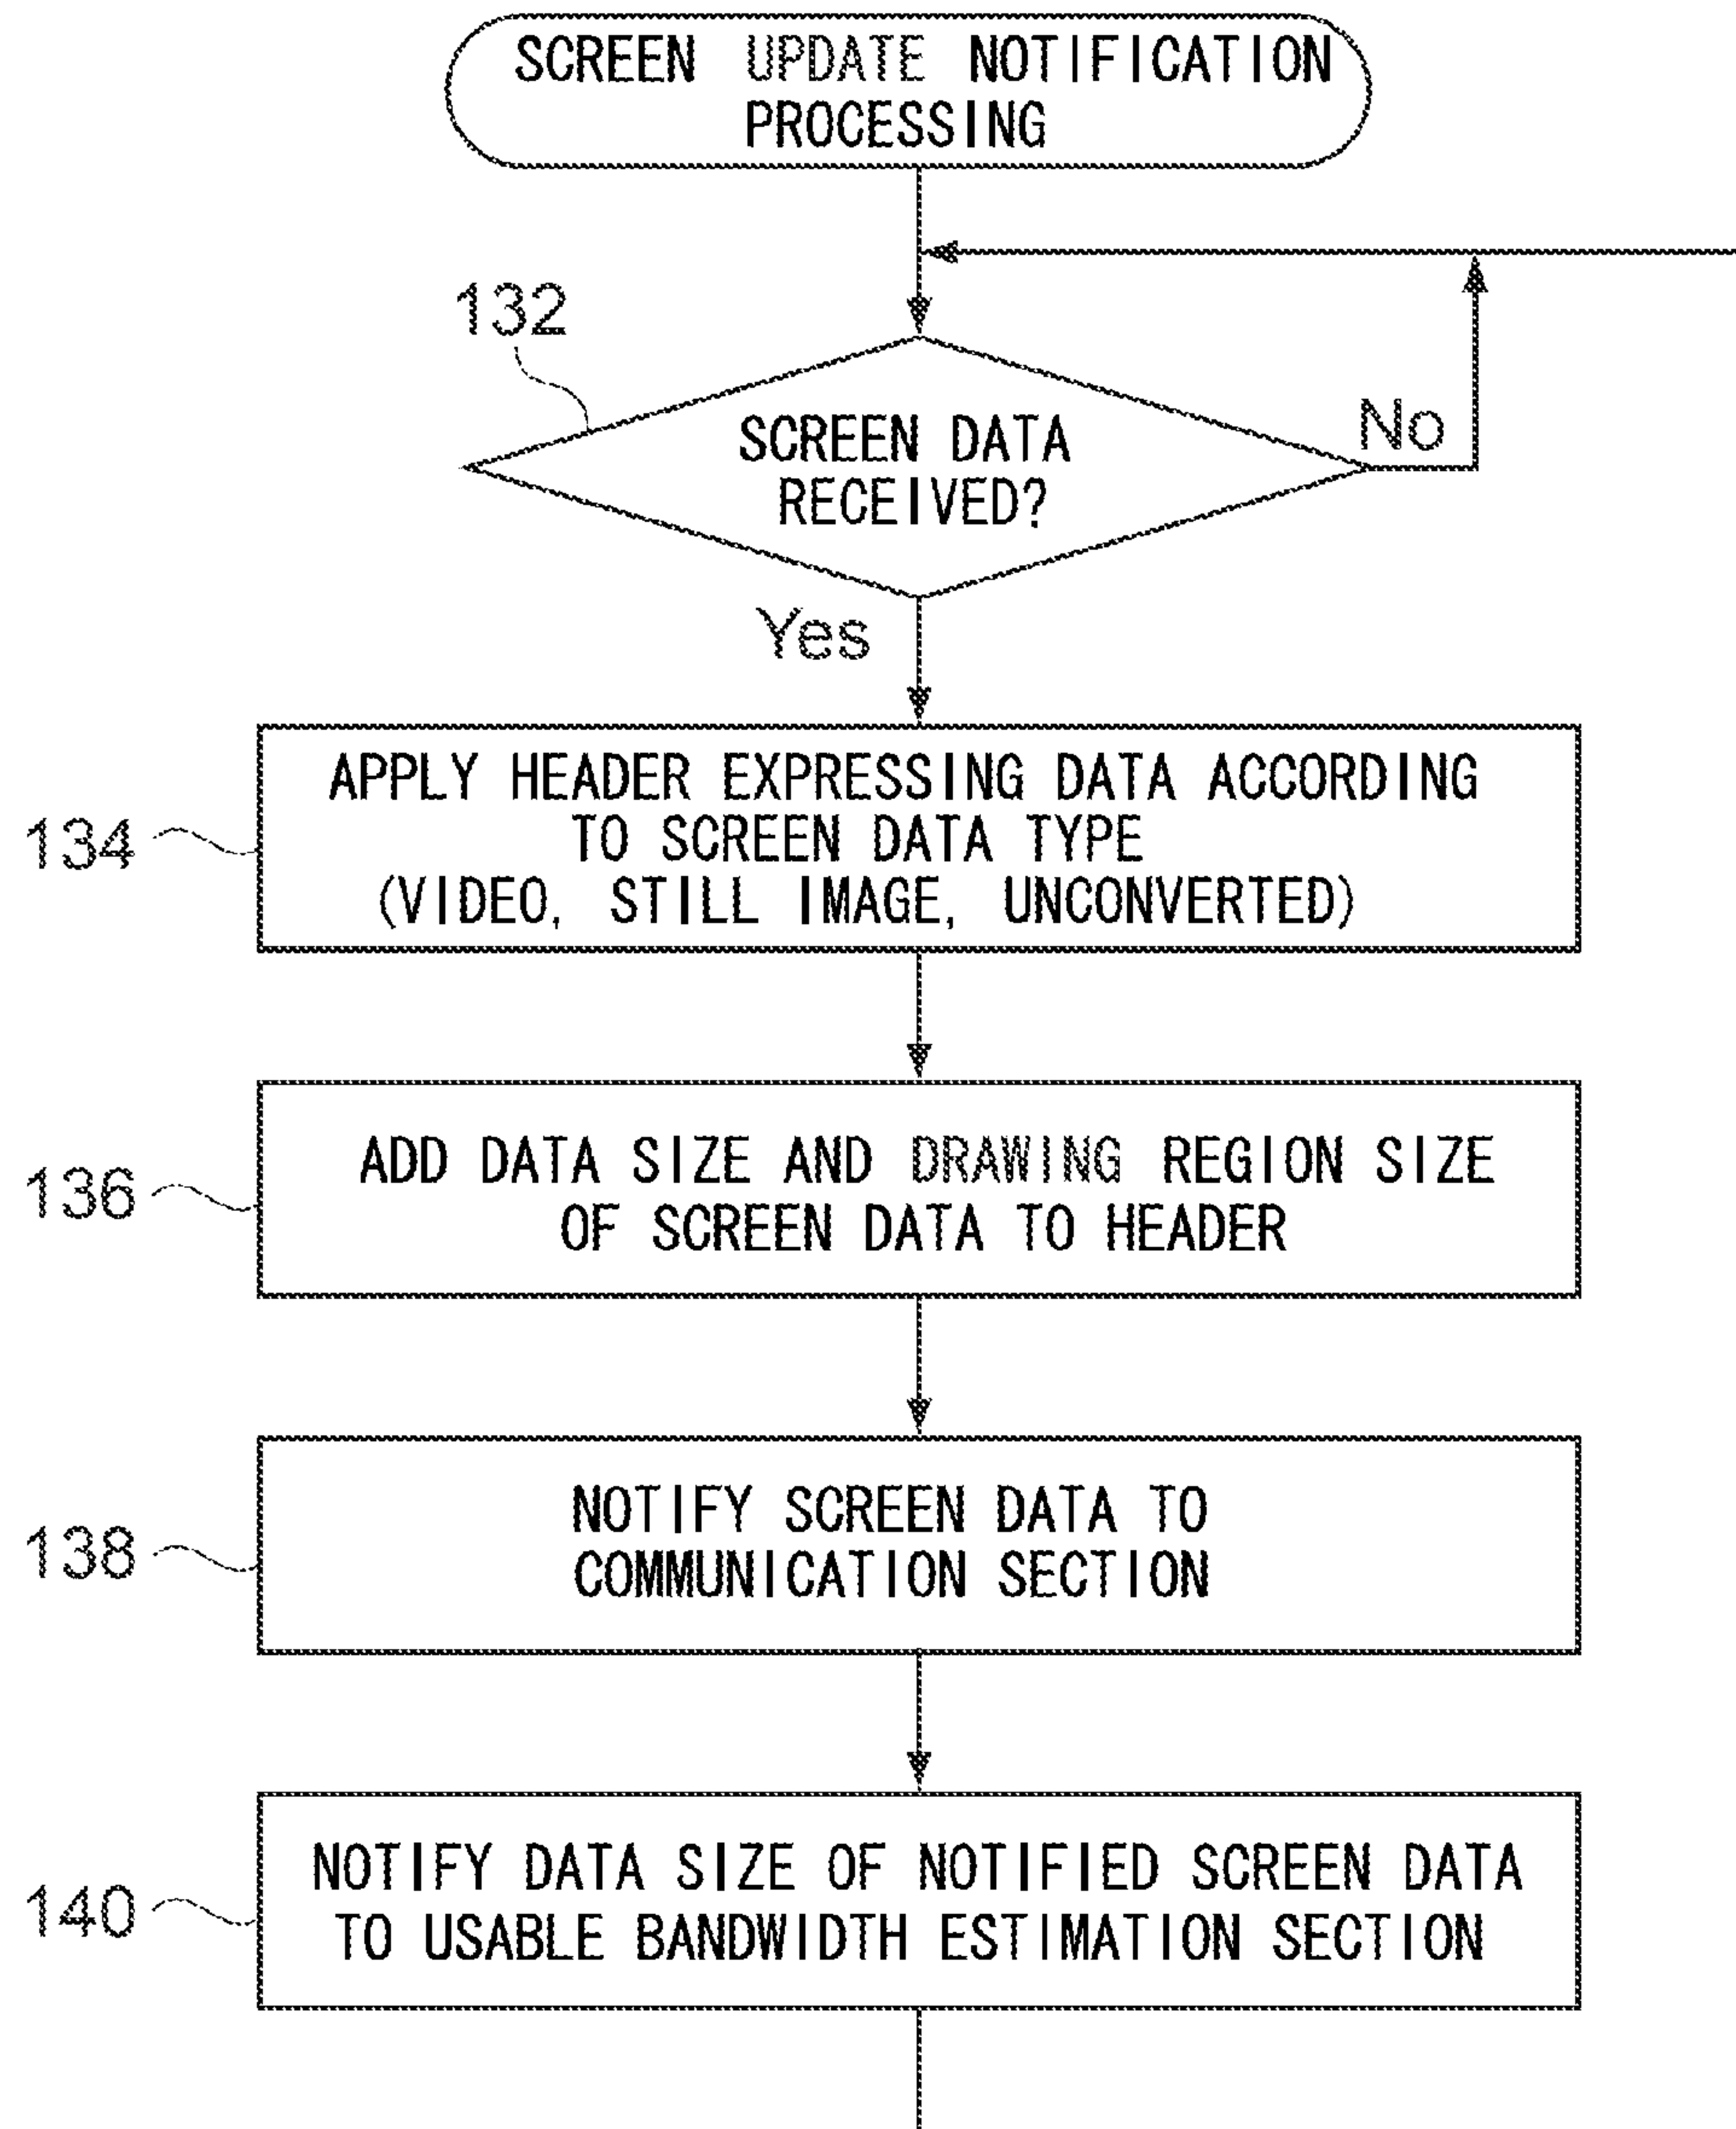 SCREEN UPDATE NOTIFICATION
PROCESSING
132
SCREEN DATA
RECEIVED?
No
Yes
134
APPLY HEADER EXPRESSING DATA ACCORDING
TO SCREEN DATA TYPE
(VIDEO, STILL IMAGE, UNCONVERTED)
136
ADD DATA SIZE AND DRAWING REGION SIZE
OF SCREEN DATA TO HEADER
138
NOTIFY SCREEN DATA TO
COMMUNICATION SECTION
140
NOTIFY DATA SIZE OF NOTIFIED SCREEN DATA
TO USABLE BANDWIDTH ESTIMATION SECTION